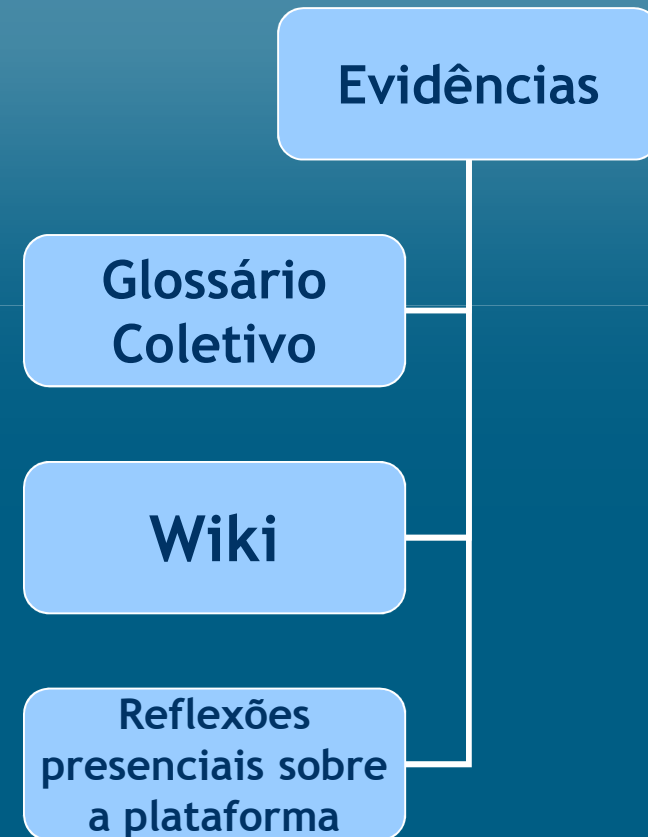 Evidências
Glossário
Coletivo
Wiki
Reflexões
presenciais sobre
a plataforma